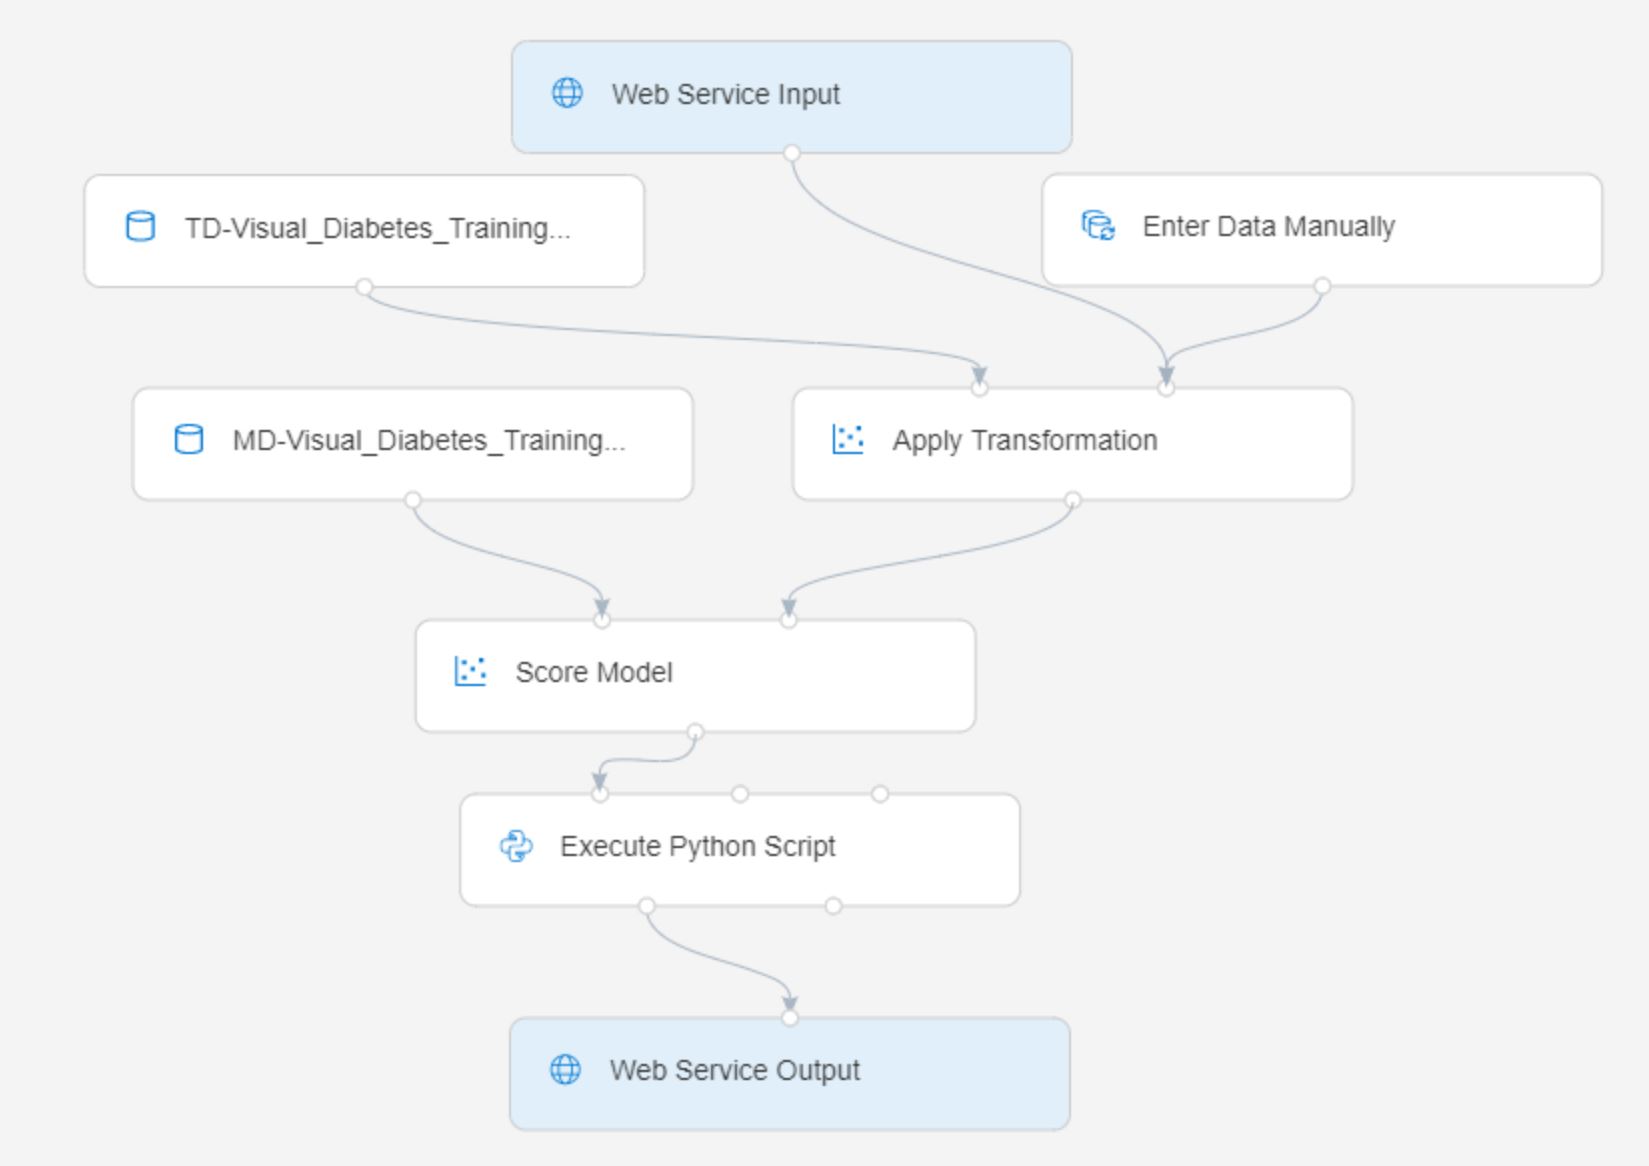 Web Service Input
TD-Visual_Diabetes_Training...
Enter Data Manually
MD-Visual_Diabetes_Training...
Apply Transformation
Score Model
Execute Python Script
Web Service Output